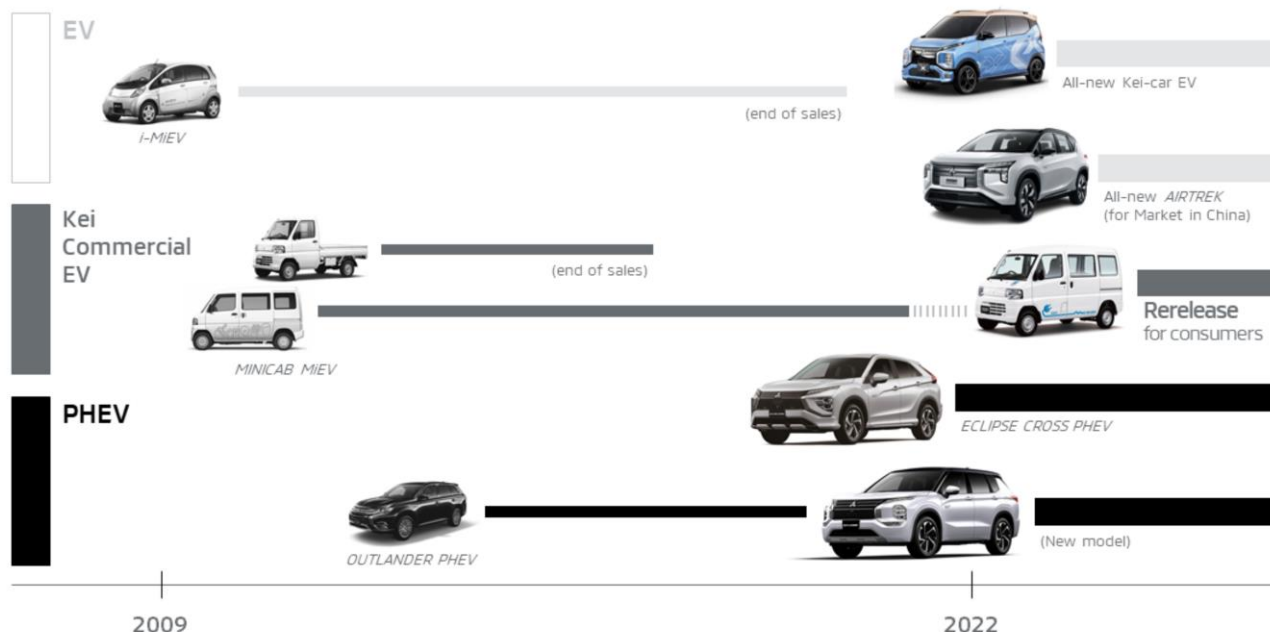 EV
i-MiEV
(end of sales)
All-new Kei-car EV
All-new AIRTREK
(for Market in China)
Kei
Commercial
EV
(end of sales)
MINICAB MiEV
Rerelease
for consumers
PHEV
ECLIPSE CROSS PHEV
OUTLANDER PHEV
(New model)
2009
2022